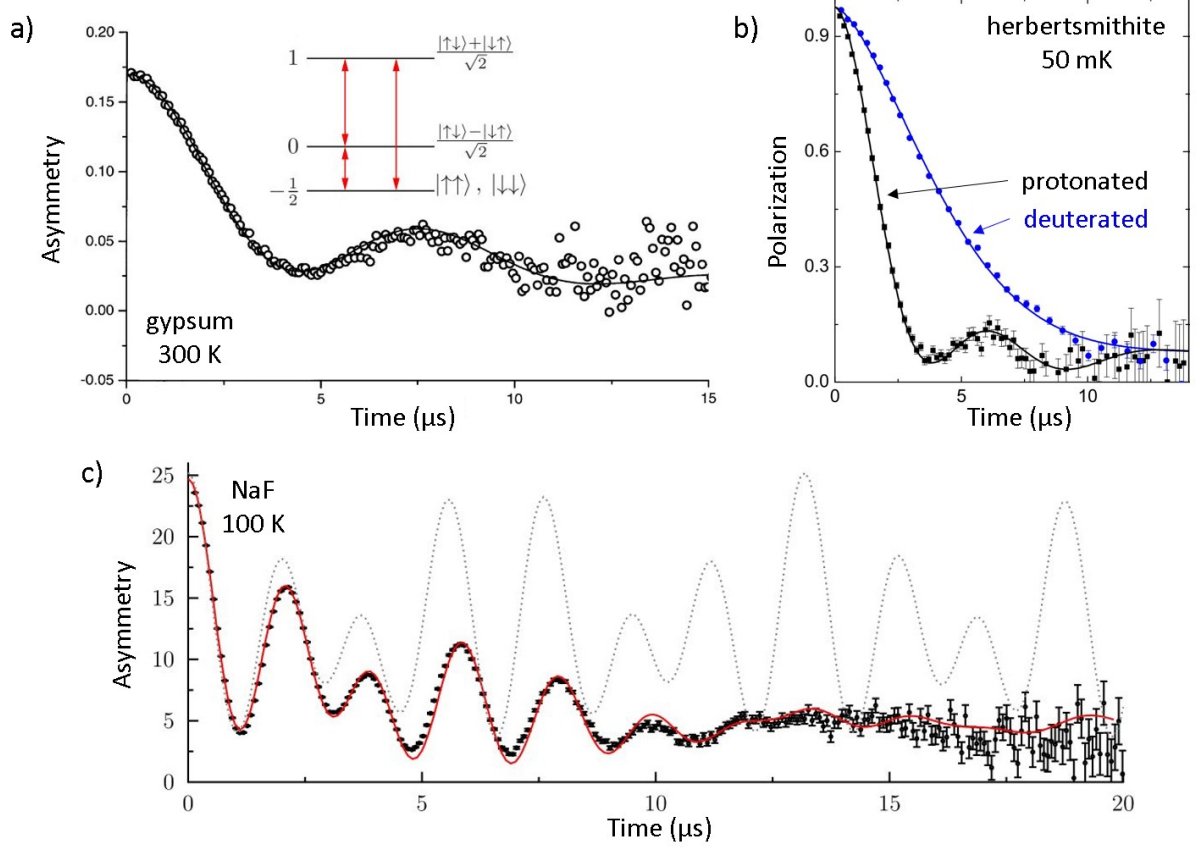 a)
0.20
0.15
0.10
0.05
0.00
-0.05
Asymmetry
1
|↑↓⟩+|↓↑⟩
√2
0
|↑↓⟩−|↓↑⟩
√2
−1/2
|↑↑⟩ , |↓↓⟩
gypsum
300 K
0 5 10 15
Time (μs)
b)
herbertsmithite
50 mK
0.9
0.6
0.3
0.0
Polarization
protonated
deuterated
0 5 10
Time (μs)
c)
NaF
100 K
25
20
15
10
5
0
Asymmetry
0 5 10 15 20
Time (μs)